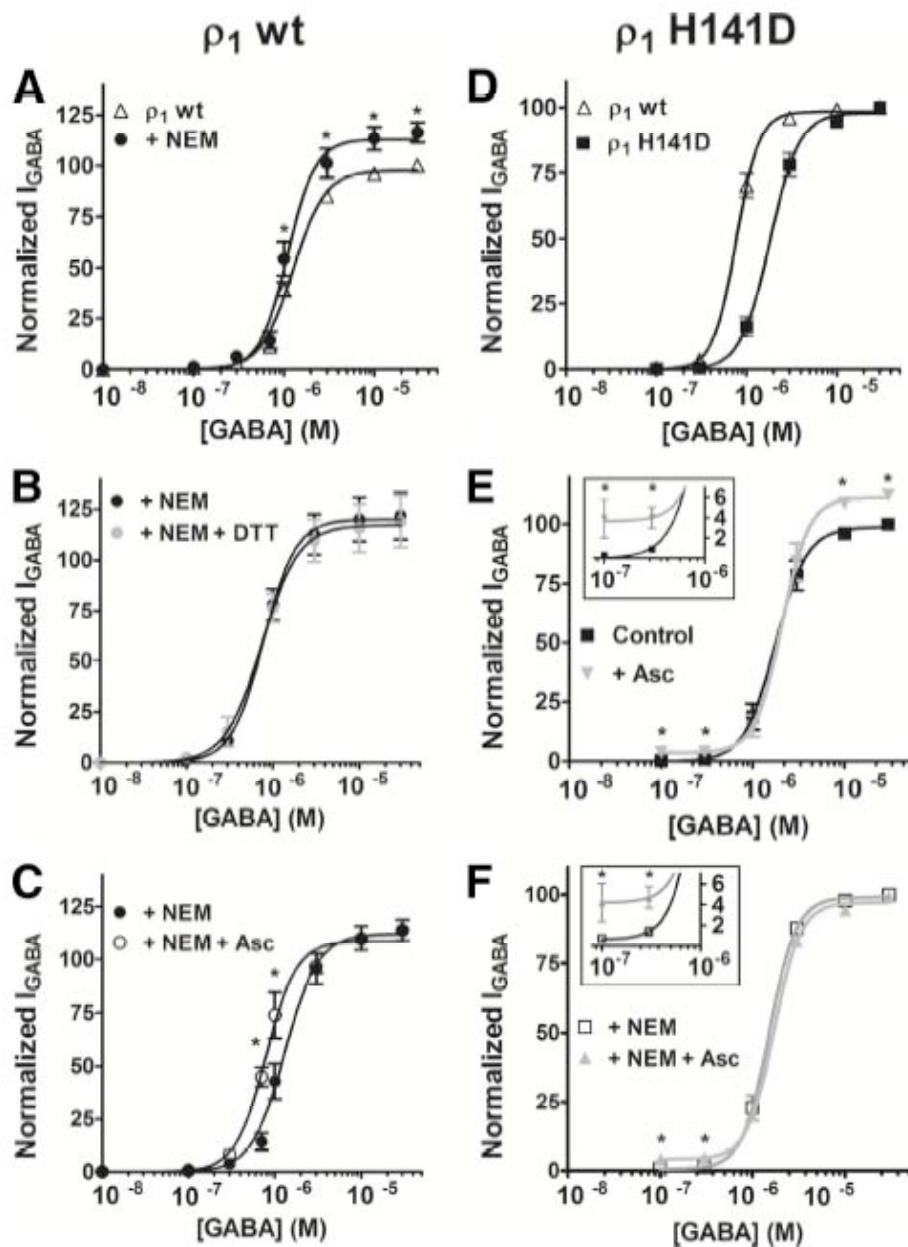 ρ₁ wt
ρ₁ H141D
A
Normalized I_GABA
125
100
75
50
25
0
△ ρ₁ wt
● + NEM
* * * *
10⁻⁸ 10⁻⁷ 10⁻⁶ 10⁻⁵
[GABA] (M)
D
Normalized I_GABA
100
75
50
25
0
△ ρ₁ wt
■ ρ₁ H141D
10⁻⁸ 10⁻⁷ 10⁻⁶ 10⁻⁵
[GABA] (M)
B
Normalized I_GABA
125
100
75
50
25
0
● + NEM
● + NEM + DTT
10⁻⁸ 10⁻⁷ 10⁻⁶ 10⁻⁵
[GABA] (M)
E
Normalized I_GABA
100
75
50
25
0
* *
6
4
2
10⁻⁷ 10⁻⁶
■ Control
▼ + Asc
* * * *
10⁻⁸ 10⁻⁷ 10⁻⁶ 10⁻⁵
[GABA] (M)
C
Normalized I_GABA
125
100
75
50
25
0
● + NEM
○ + NEM + Asc
* *
10⁻⁸ 10⁻⁷ 10⁻⁶ 10⁻⁵
[GABA] (M)
F
Normalized I_GABA
100
75
50
25
0
* *
6
4
2
10⁻⁷ 10⁻⁶
□ + NEM
▲ + NEM + Asc
* *
10⁻⁸ 10⁻⁷ 10⁻⁶ 10⁻⁵
[GABA] (M)